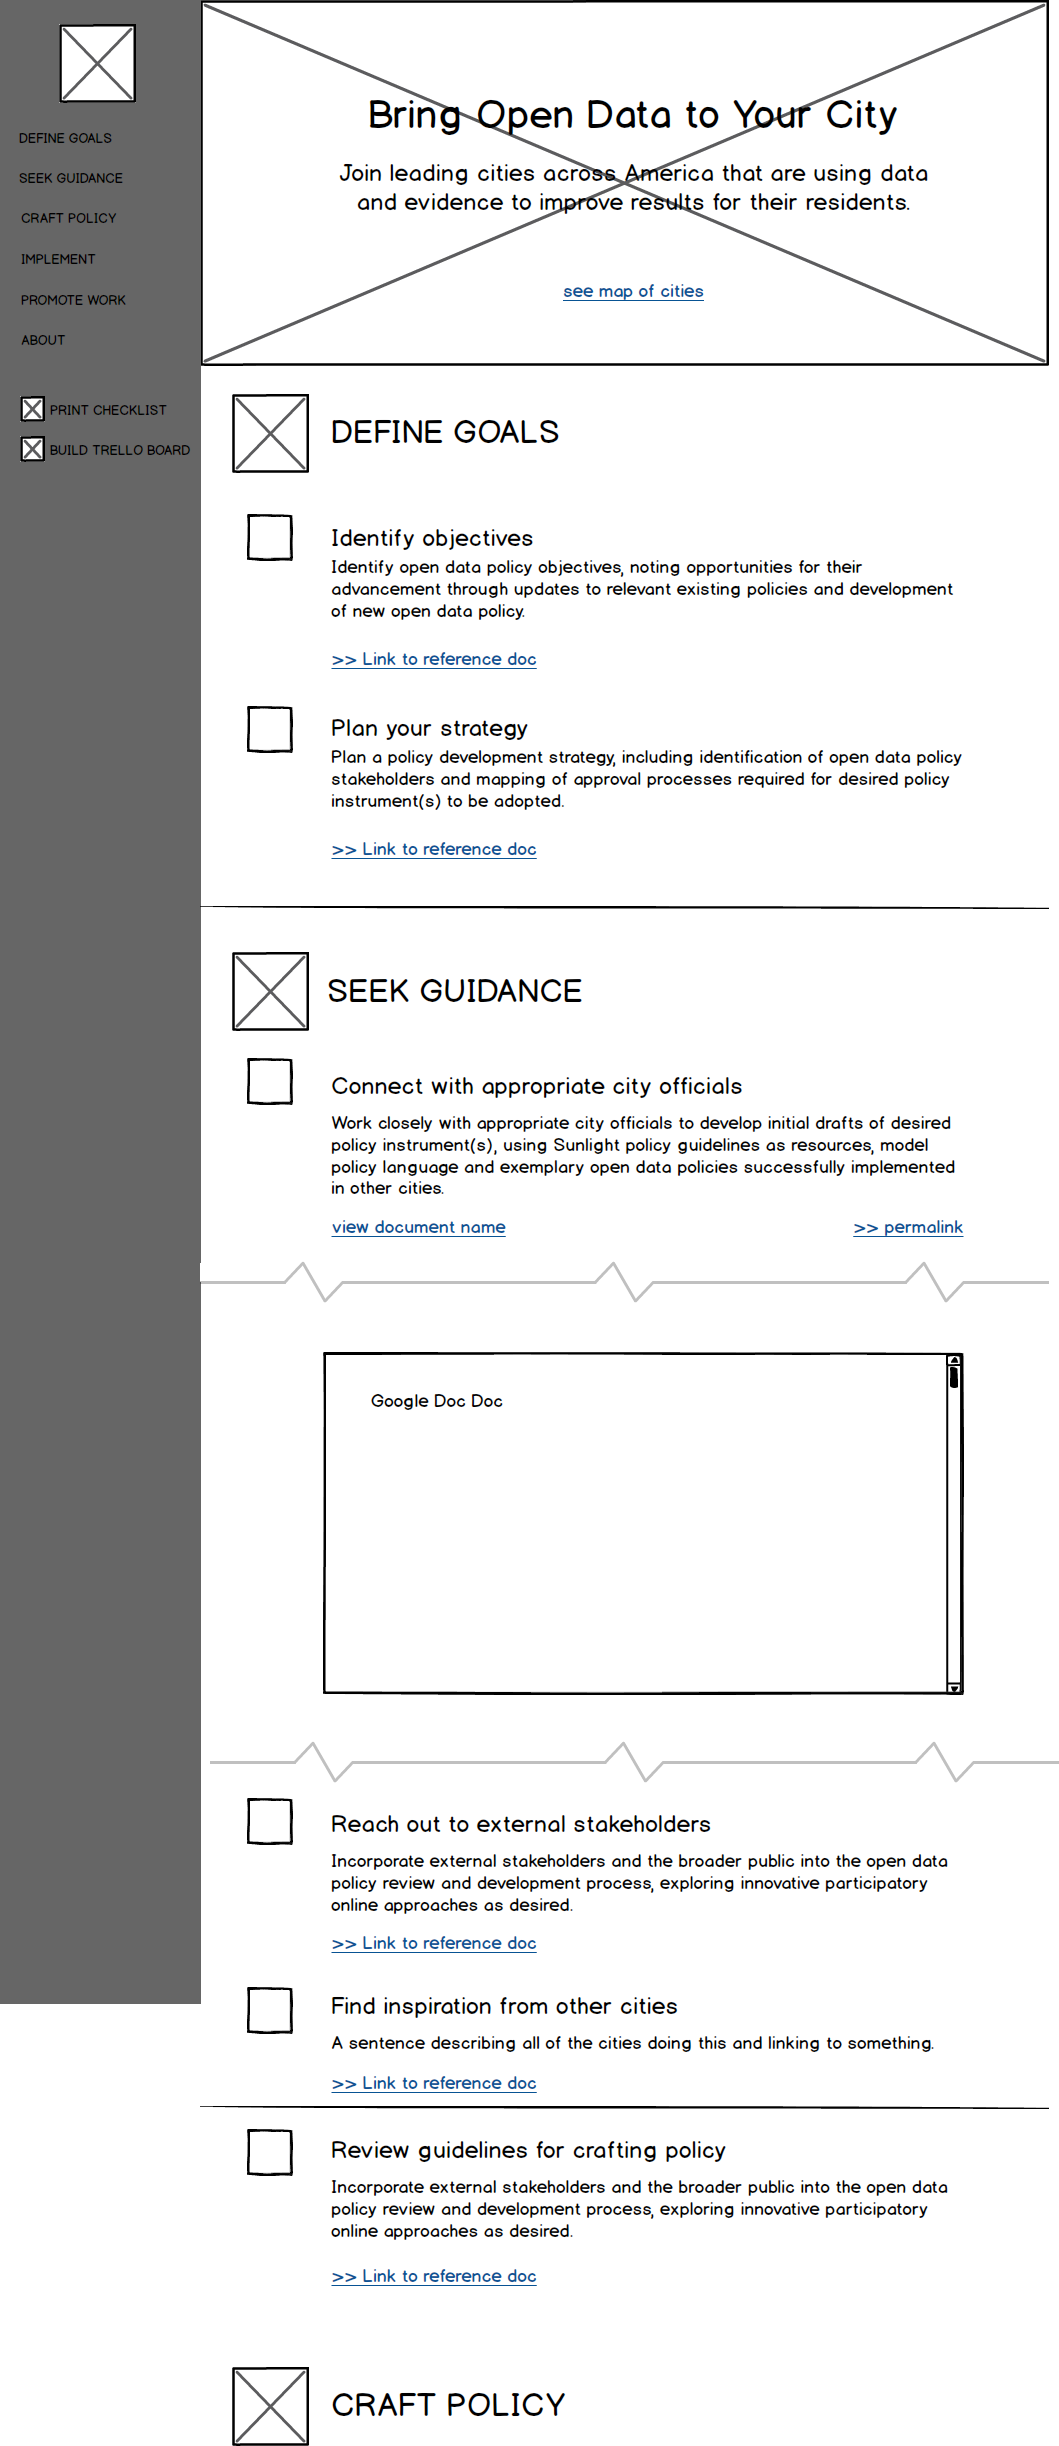 DEFINE GOALS
SEEK GUIDANCE
CRAFT POLICY
IMPLEMENT
PROMOTE WORK
ABOUT
PRINT CHECKLIST
BUILD TRELLO BOARD
Bring Open Data to Your City
Join leading cities across America that are using data
and evidence to improve results for their residents.
see map of cities
DEFINE GOALS
Identify objectives
Identify open data policy objectives, noting opportunities for their
advancement through updates to relevant existing policies and development
of new open data policy.
>> Link to reference doc
Plan your strategy
Plan a policy development strategy, including identification of open data policy
stakeholders and mapping of approval processes required for desired policy
instrument(s) to be adopted.
>> Link to reference doc
SEEK GUIDANCE
Connect with appropriate city officials
Work closely with appropriate city officials to develop initial drafts of desired
policy instrument(s), using Sunlight policy guidelines as resources, model
policy language and exemplary open data policies successfully implemented
in other cities.
view document name >> permalink
Google Doc Doc
Reach out to external stakeholders
Incorporate external stakeholders and the broader public into the open data
policy review and development process, exploring innovative participatory
online approaches as desired.
>> Link to reference doc
Find inspiration from other cities
A sentence describing all of the cities doing this and linking to something.
>> Link to reference doc
Review guidelines for crafting policy
Incorporate external stakeholders and the broader public into the open data
policy review and development process, exploring innovative participatory
online approaches as desired.
>> Link to reference doc
CRAFT POLICY